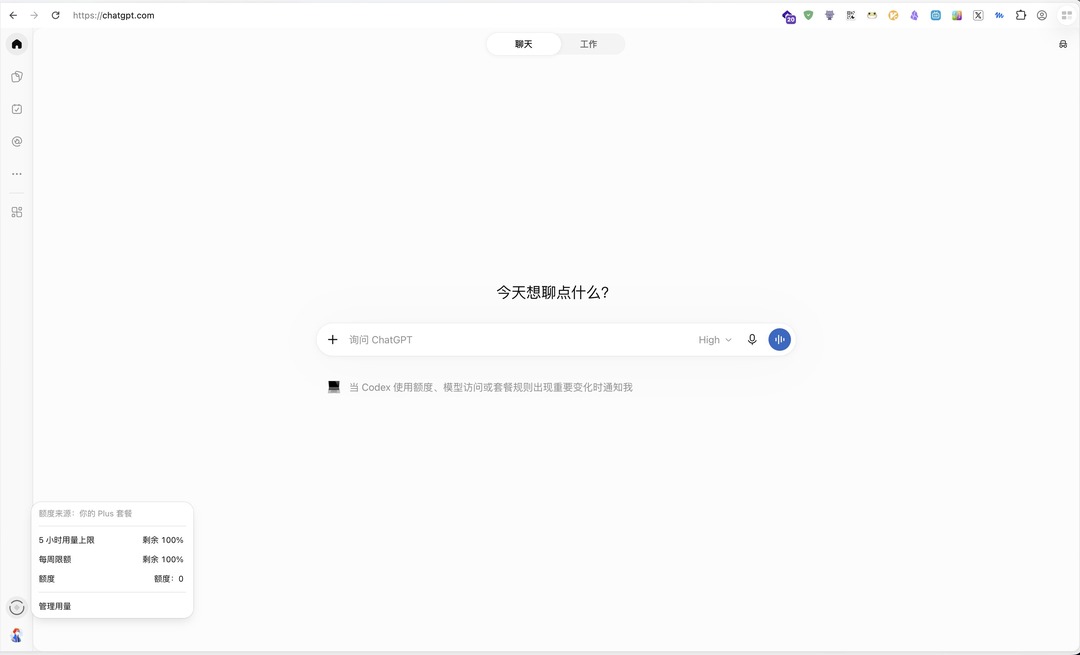 https://chatgpt.com
20
聊天
工作
今天想聊点什么?
询问 ChatGPT
High
当 Codex 使用额度、模型访问或套餐规则出现重要变化时通知我
额度来源：你的 Plus 套餐
5 小时用量上限 剩余 100%
每周限额 剩余 100%
额度 额度：0
管理用量